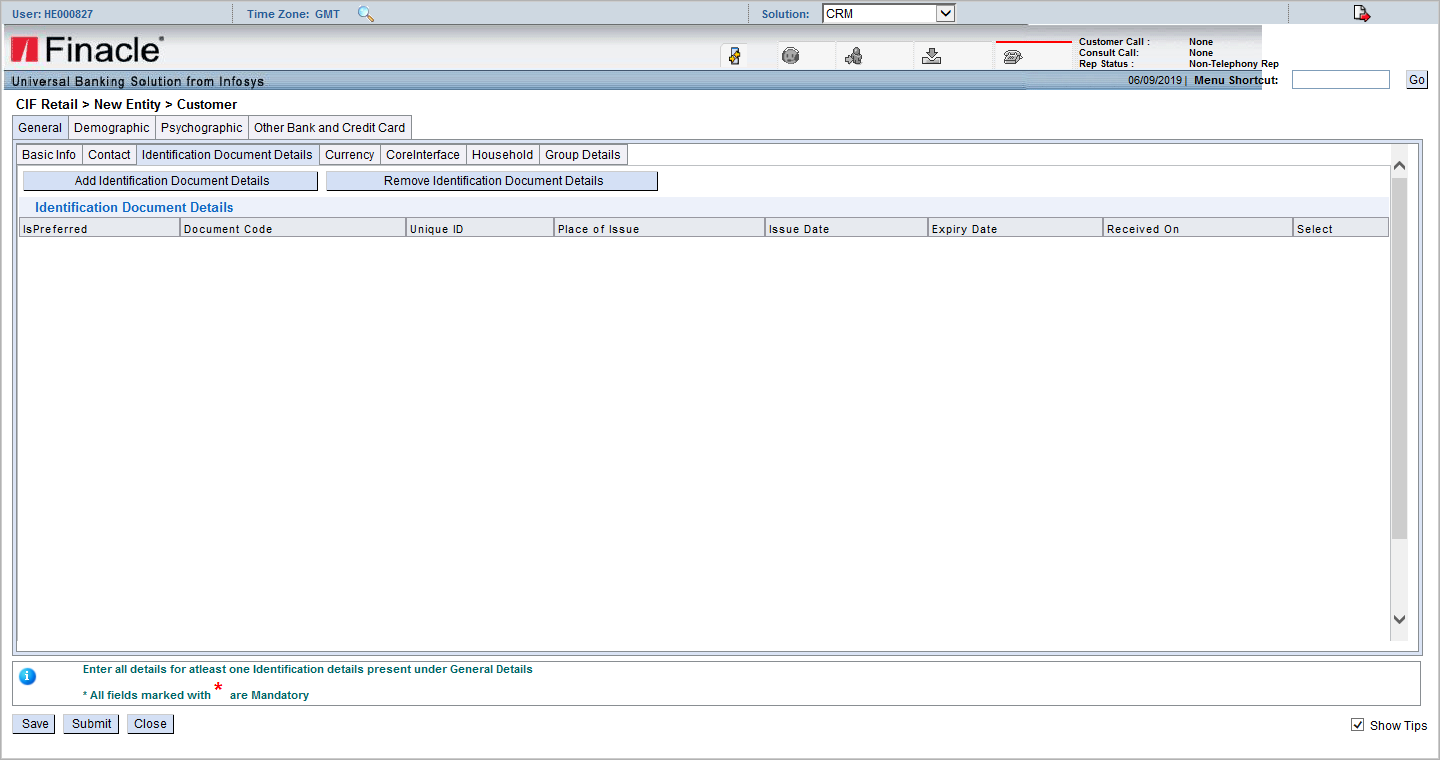 User: HE000827 Time Zone: GMT Solution: CRM
Finacle
Customer Call : None
Consult Call: None
Rep Status : Non-Telephony Rep
Universal Banking Solution from Infosys 06/09/2019 | Menu Shortcut: Go
CIF Retail > New Entity > Customer
General Demographic Psychographic Other Bank and Credit Card
Basic Info Contact Identification Document Details Currency CoreInterface Household Group Details
Add Identification Document Details Remove Identification Document Details
Identification Document Details
IsPreferred Document Code Unique ID Place of Issue Issue Date Expiry Date Received On Select
Enter all details for atleast one Identification details present under General Details
* All fields marked with * are Mandatory
Save Submit Close Show Tips